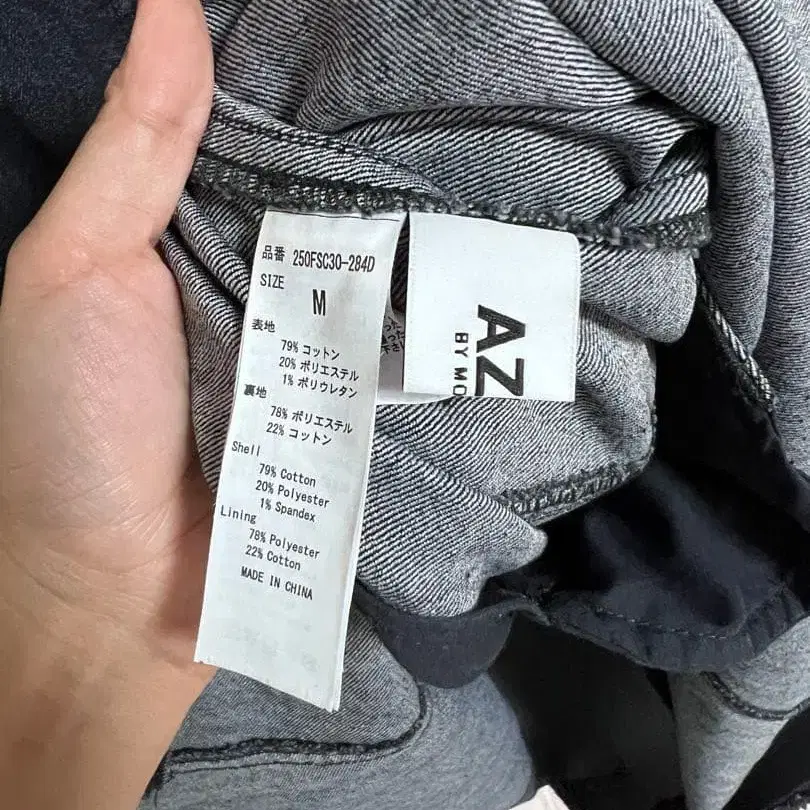 品番 250FSC30-284D
SIZE
M
表地
79% コットン
20% ポリエステル
1% ポリウレタン
裏地
78% ポリエステル
22% コットン
Shell
79% Cotton
20% Polyester
1% Spandex
Lining
78% Polyester
22% Cotton
MADE IN CHINA
AZ
BY MO